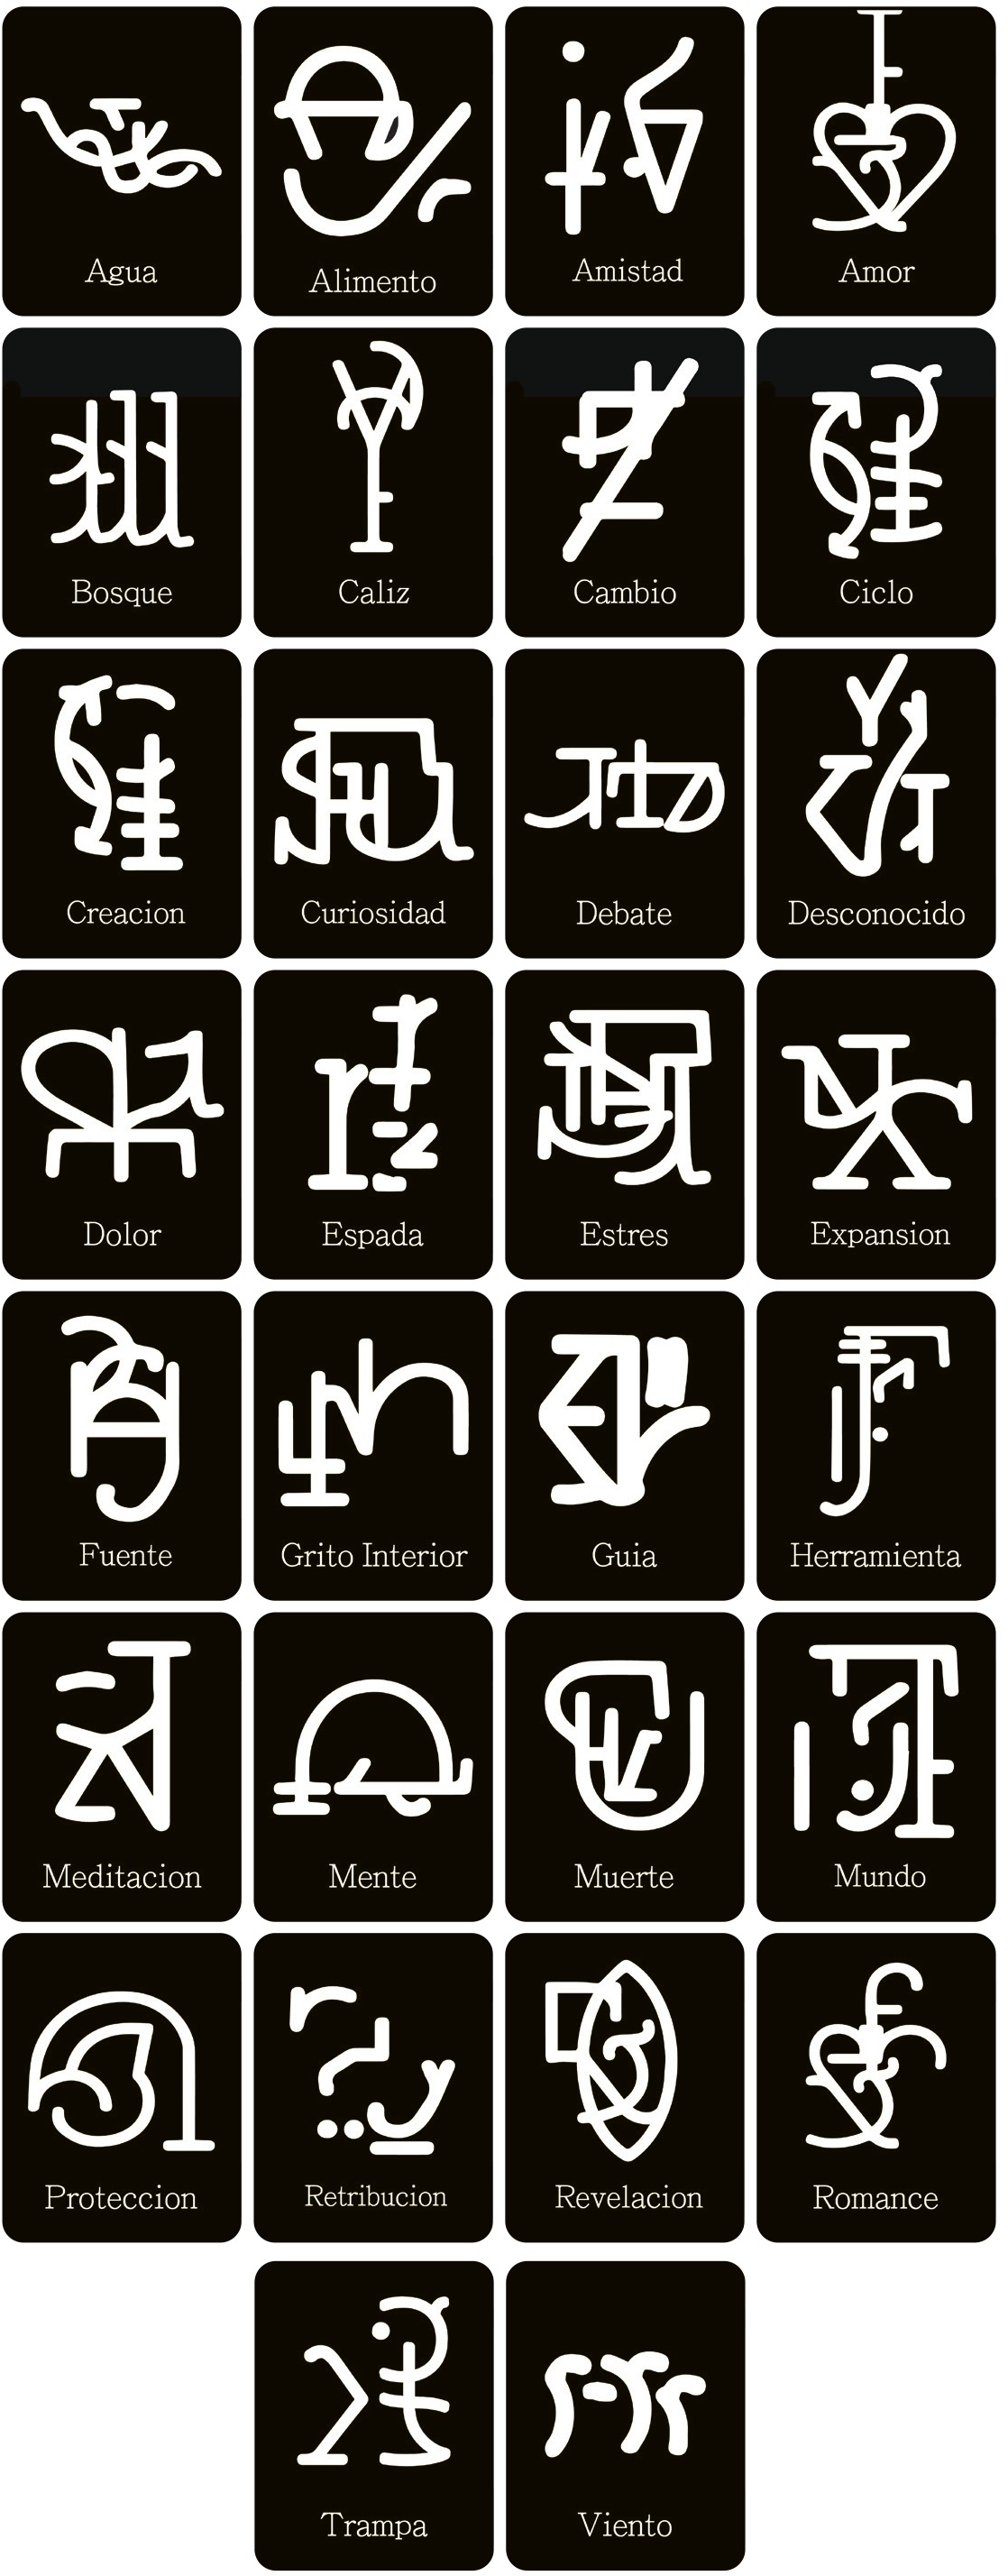 Agua
Alimento
Amistad
Amor
Bosque
Caliz
Cambio
Ciclo
Creacion
Curiosidad
Debate
Desconocido
Dolor
Espada
Estres
Expansion
Fuente
Grito Interior
Guia
Herramienta
Meditacion
Mente
Muerte
Mundo
Proteccion
Retribucion
Revelacion
Romance
Trampa
Viento